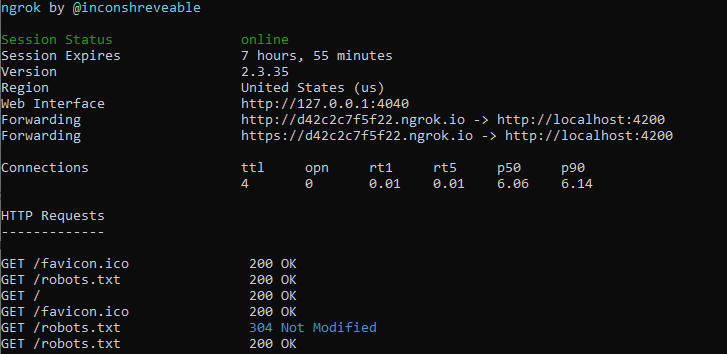 ngrok by @inconshreveable
Session Status online
Session Expires 7 hours, 55 minutes
Version 2.3.35
Region United States (us)
Web Interface http://127.0.0.1:4040
Forwarding http://d42c2c7f5f22.ngrok.io -> http://localhost:4200
Forwarding https://d42c2c7f5f22.ngrok.io -> http://localhost:4200
Connections ttl opn rt1 rt5 p50 p90
4 0 0.01 0.01 6.06 6.14
HTTP Requests
-------------
GET /favicon.ico 200 OK
GET /robots.txt 200 OK
GET / 200 OK
GET /favicon.ico 200 OK
GET /robots.txt 304 Not Modified
GET /robots.txt 200 OK